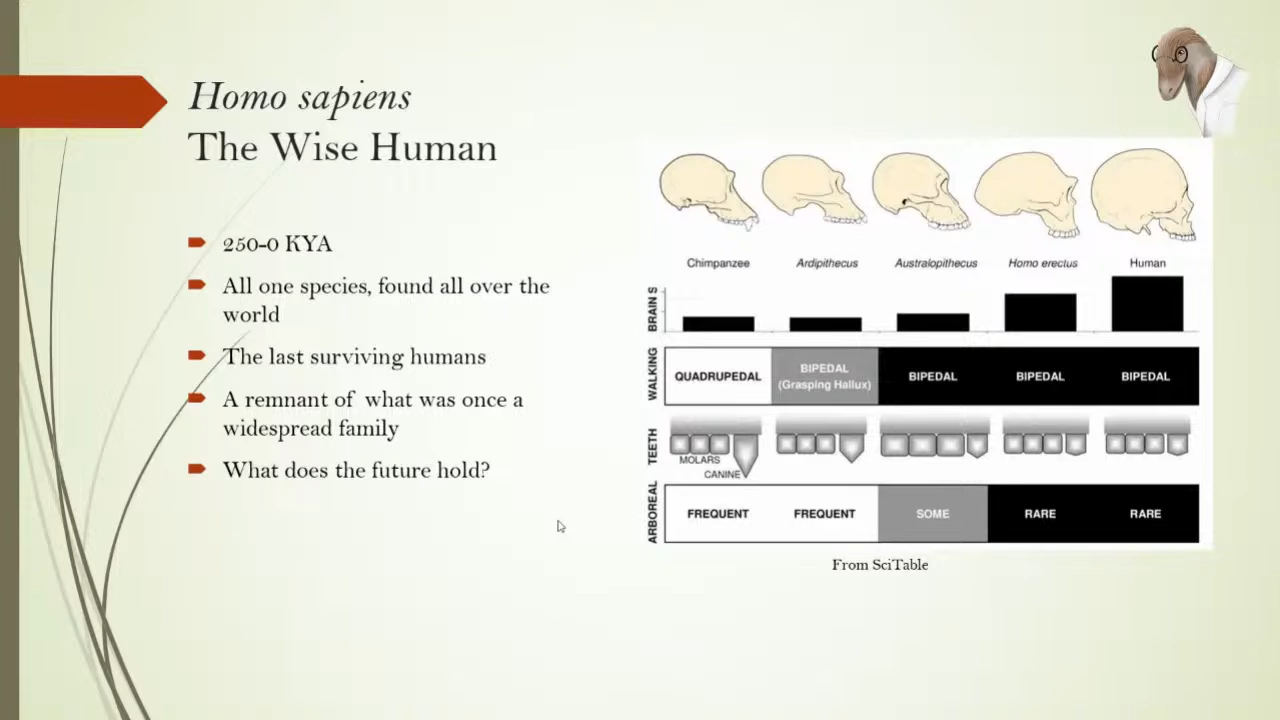 Homo sapiens
The Wise Human
250-0 KYA
All one species, found all over the
world
The last surviving humans
A remnant of what was once a
widespread family
What does the future hold?
Chimpanzee Ardipithecus Australopithecus Homo erectus Human
BRAIN S
WALKING
QUADRUPEDAL BIPEDAL (Grasping Hallux) BIPEDAL BIPEDAL BIPEDAL
TEETH
MOLARS
CANINE
ARBOREAL
FREQUENT FREQUENT SOME RARE RARE
From SciTable